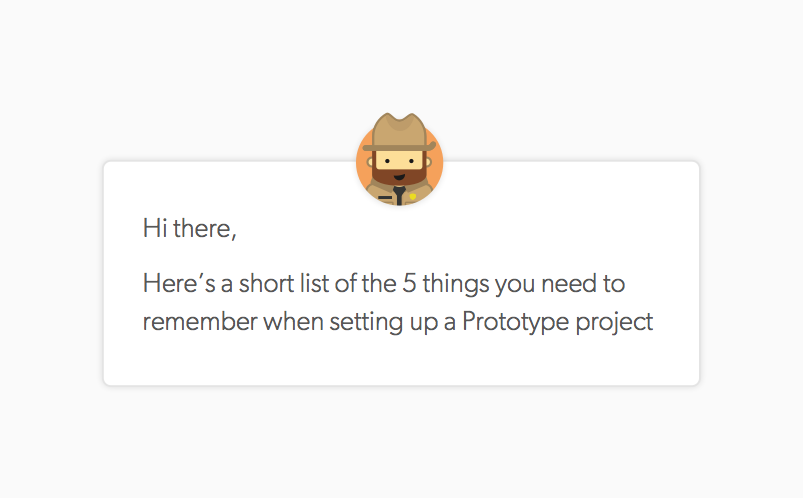 Hi there,
Here’s a short list of the 5 things you need to
remember when setting up a Prototype project